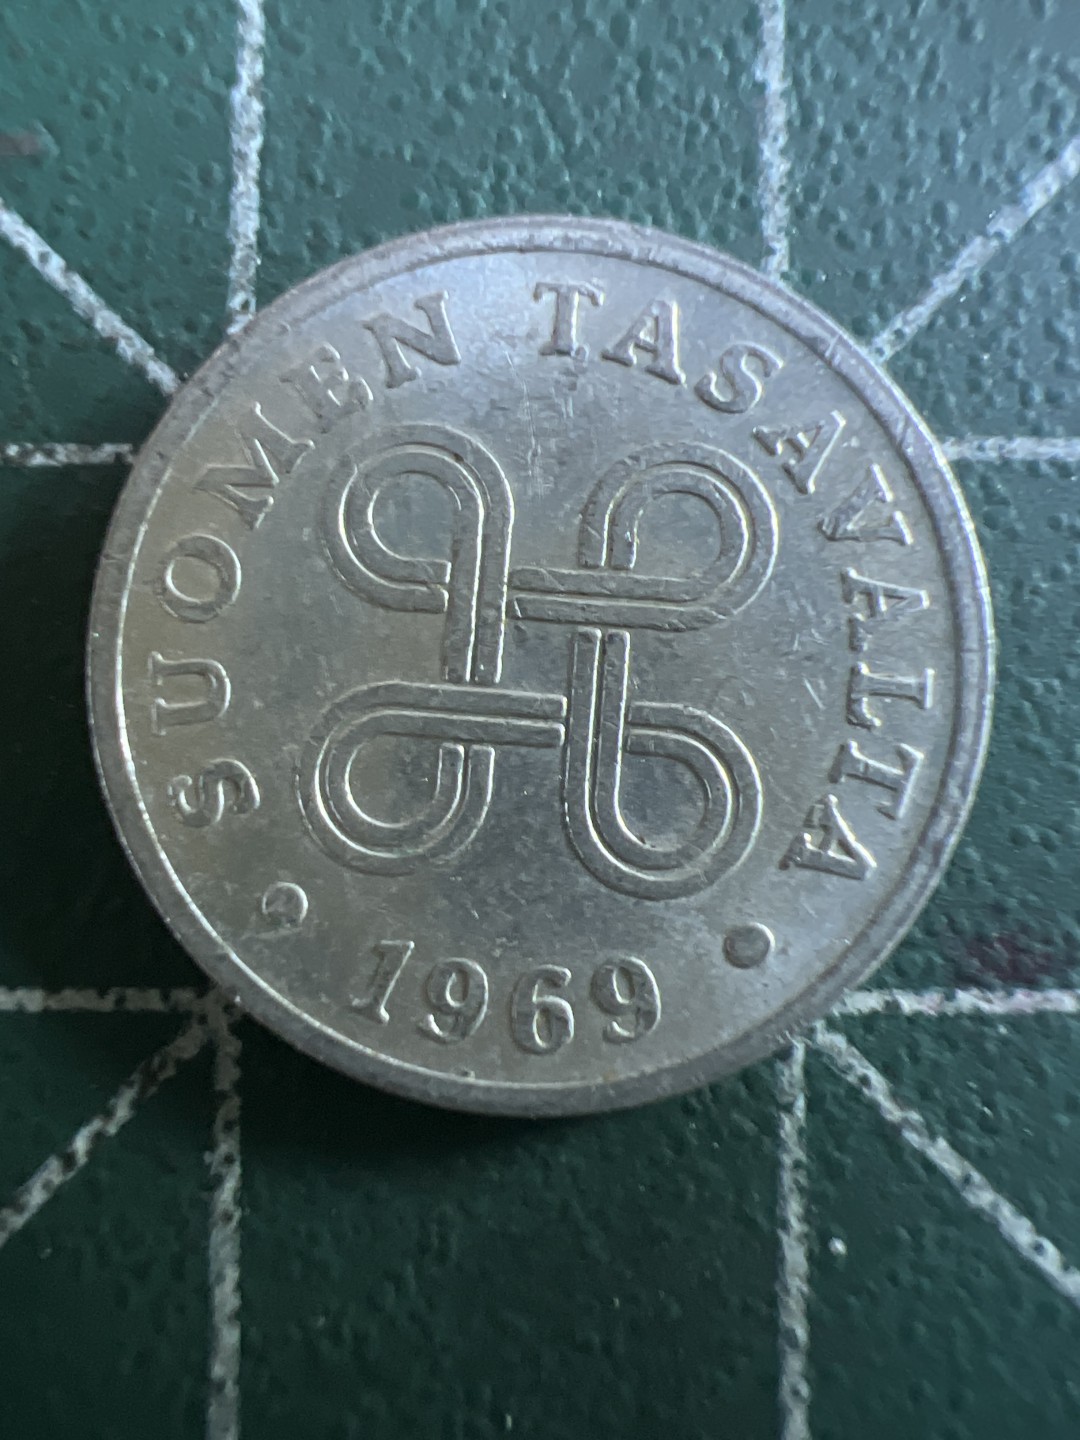 SUOMEN TASAVALTA
• 1969 •